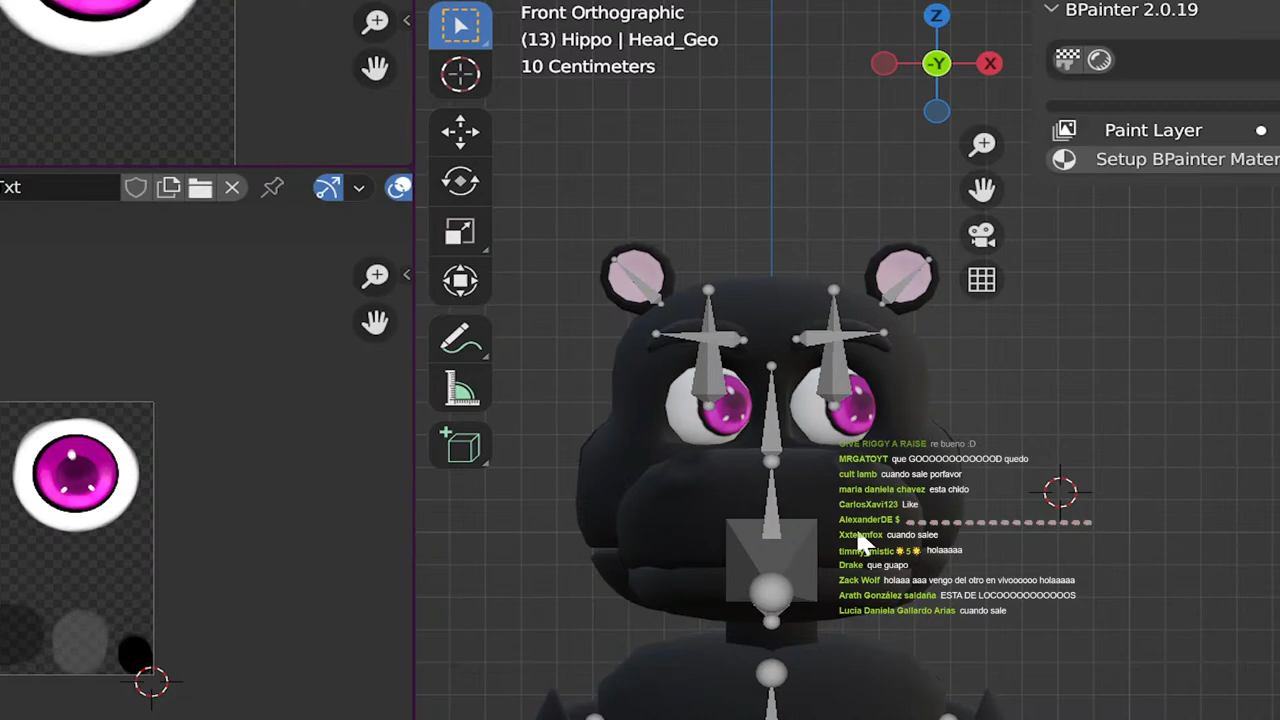 Front Orthographic
(13) Hippo | Head_Geo
10 Centimeters
Z
-Y
X
BPainter 2.0.19
Paint Layer
Setup BPainter Mater
Txt
GIVE RIGGY A RAISE re bueno :D
MRGATOYT que GOOOOOOOOOOOD quedo
cult lamb cuando sale porfavor
maria daniela chavez esta chido
CarlosXavi123 Like
AlexanderDE $
cuando salee
5 holaaaaa
Drake que guapo
Zack Wolf holaaa aaa vengo del otro en vivoooooo holaaaaa
Arath González saldaña ESTA DE LOCOOOOOOOOOOOS
Lucia Daniela Gallardo Arias cuando sale